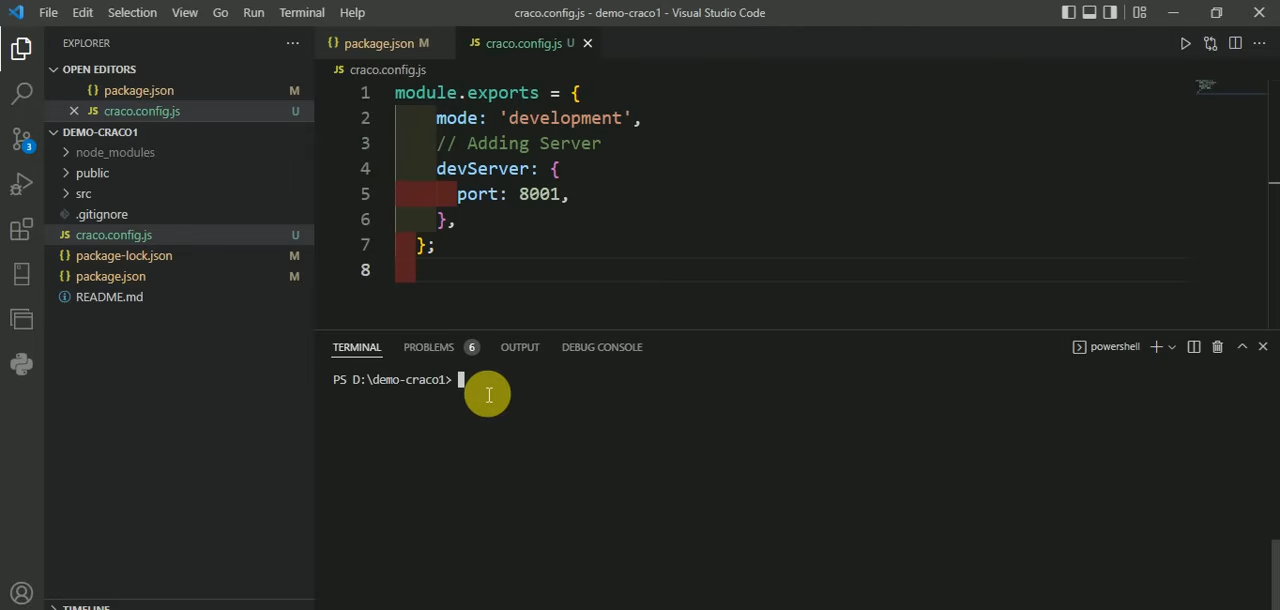 File Edit Selection View Go Run Terminal Help craco.config.js - demo-craco1 - Visual Studio Code
EXPLORER
OPEN EDITORS
package.json M
craco.config.js U
DEMO-CRACO1
node_modules
public
src
.gitignore
craco.config.js U
package-lock.json M
package.json M
README.md
3
package.json M craco.config.js U
craco.config.js
1 module.exports = {
2 mode: 'development',
3 // Adding Server
4 devServer: {
5 port: 8001,
6 },
7 };
8
TERMINAL PROBLEMS 6 OUTPUT DEBUG CONSOLE powershell
PS D:\demo-craco1>
TIMELINE